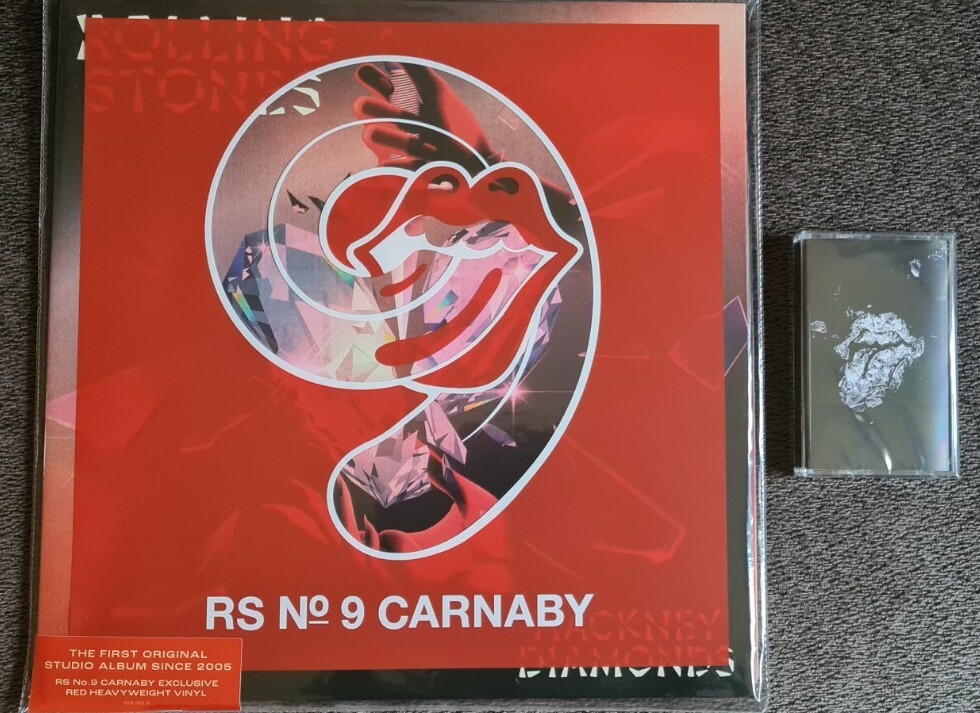 ROLLING
STONES
RS Nº 9 CARNABY
HACKNEY
DIAMONDS
THE FIRST ORIGINAL
STUDIO ALBUM SINCE 2005
RS No.9 CARNABY EXCLUSIVE
RED HEAVYWEIGHT VINYL